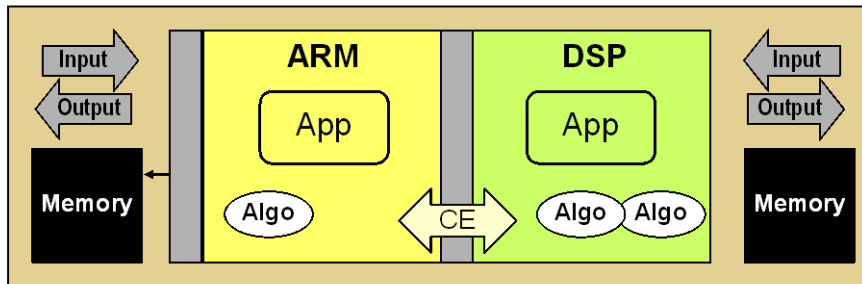 Input
Output
Memory
ARM
App
Algo
CE
DSP
App
Algo
Algo
Input
Output
Memory